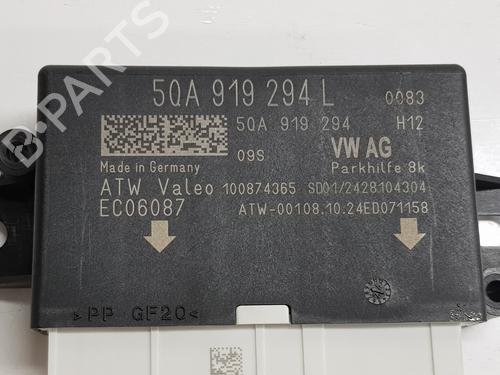 5QA 919 294 L 0083
5QA 919 294 H12
09S VW AG
Made in Germany Parkhilfe 8k
ATW Valeo 100874365 SD01/2428104304
EC06087 ATW-00108.10.24ED071158
>PP GF20<